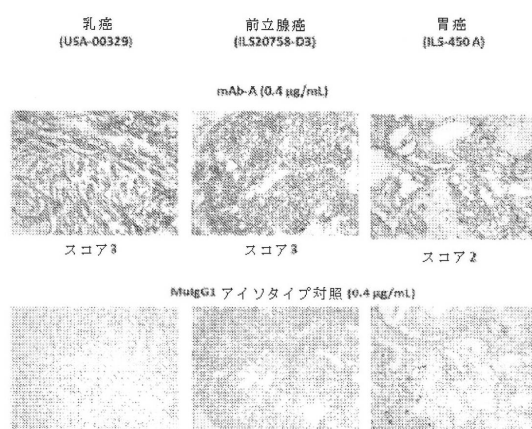 乳癌 前立腺癌 胃癌
(USA-00329) (ILS20758-D3) (ILS-450 A)
mAb-A (0.4 μg/mL)
スコア3 スコア3 スコア2
MuIgG1 アイソタイプ対照 (0.4 μg/mL)